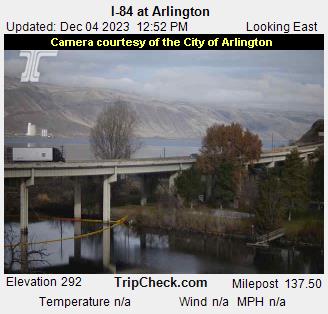 I-84 at Arlington
Updated: Dec 04 2023 12:52 PM Looking East
Camera courtesy of the City of Arlington
Elevation 292 TripCheck.com Milepost 137.50
Temperature n/a Wind n/a MPH n/a